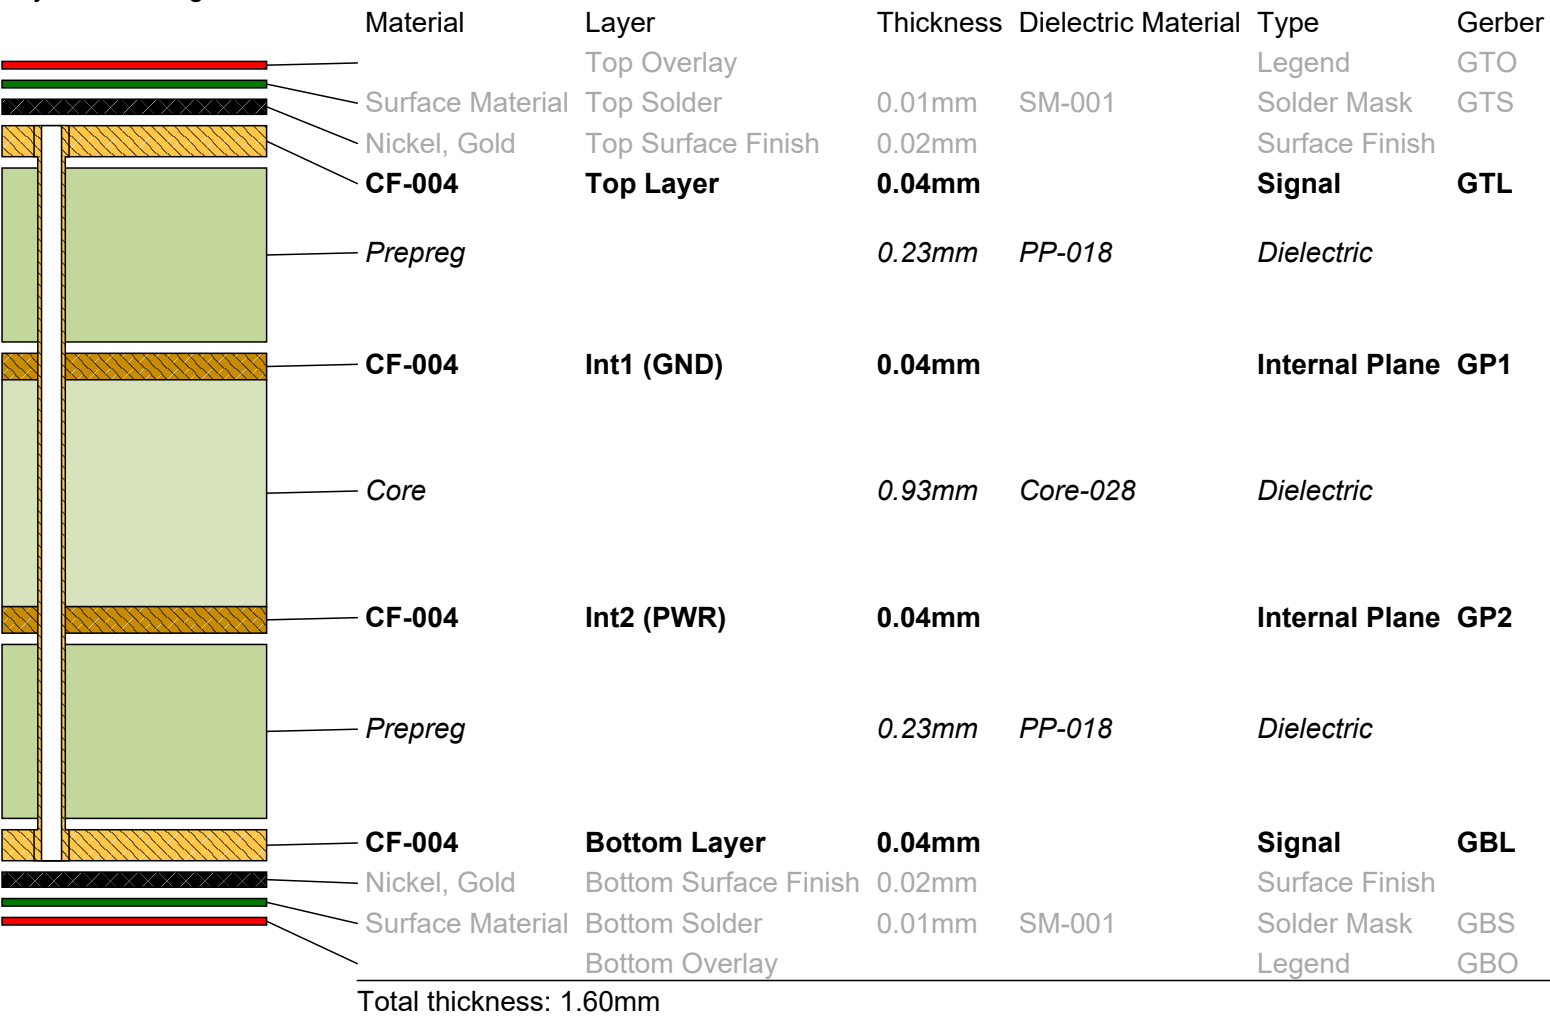 Material Layer Thickness Dielectric Material Type Gerber
Top Overlay Legend GTO
Surface Material Top Solder 0.01mm SM-001 Solder Mask GTS
Nickel, Gold Top Surface Finish 0.02mm Surface Finish
CF-004 Top Layer 0.04mm Signal GTL
Prepreg 0.23mm PP-018 Dielectric
CF-004 Int1 (GND) 0.04mm Internal Plane GP1
Core 0.93mm Core-028 Dielectric
CF-004 Int2 (PWR) 0.04mm Internal Plane GP2
Prepreg 0.23mm PP-018 Dielectric
CF-004 Bottom Layer 0.04mm Signal GBL
Nickel, Gold Bottom Surface Finish 0.02mm Surface Finish
Surface Material Bottom Solder 0.01mm SM-001 Solder Mask GBS
Bottom Overlay Legend GBO
Total thickness: 1.60mm